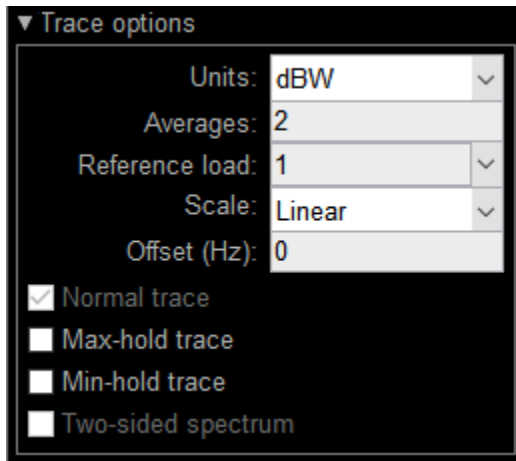 Trace options
Units: dBW
Averages: 2
Reference load: 1
Scale: Linear
Offset (Hz): 0
Normal trace
Max-hold trace
Min-hold trace
Two-sided spectrum